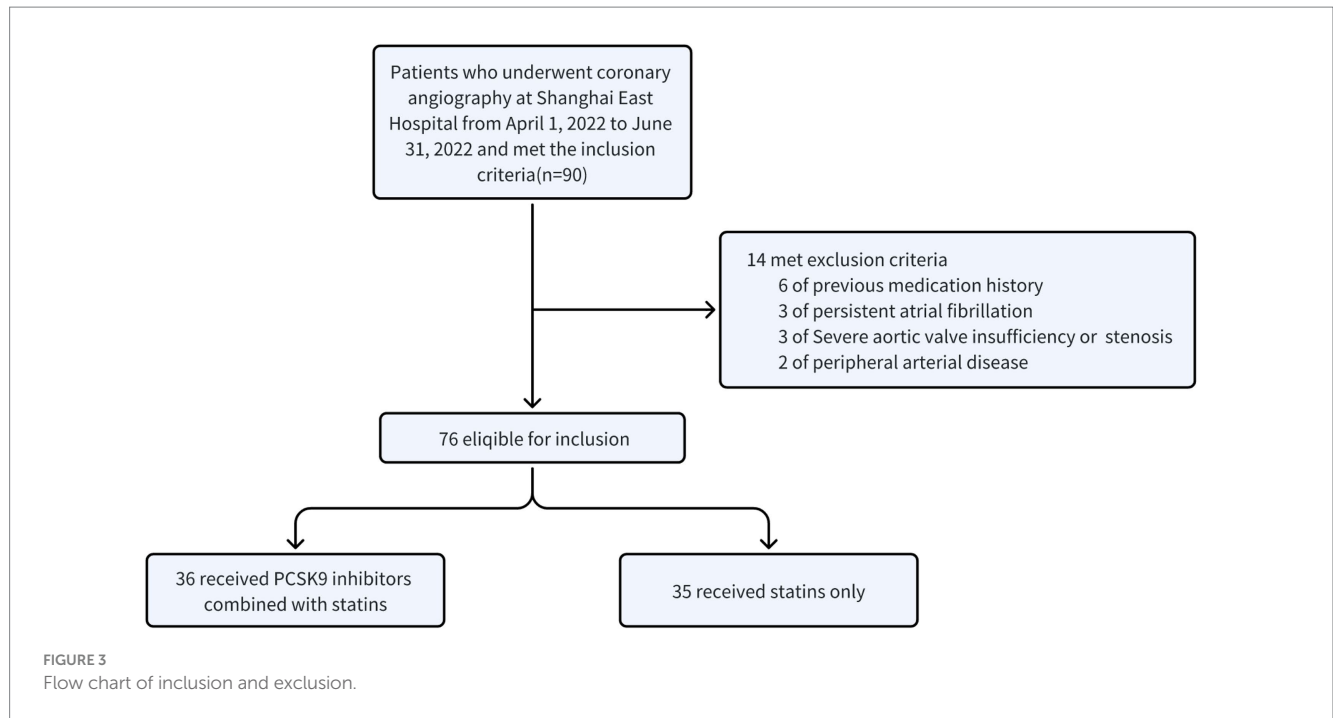 Patients who underwent coronary
angiography at Shanghai East
Hospital from April 1, 2022 to June
31, 2022 and met the inclusion
criteria(n=90)
14 met exclusion criteria
6 of previous medication history
3 of persistent atrial fibrillation
3 of Severe aortic valve insufficiency or stenosis
2 of peripheral arterial disease
76 eliqible for inclusion
36 received PCSK9 inhibitors
combined with statins
35 received statins only
FIGURE 3
Flow chart of inclusion and exclusion.